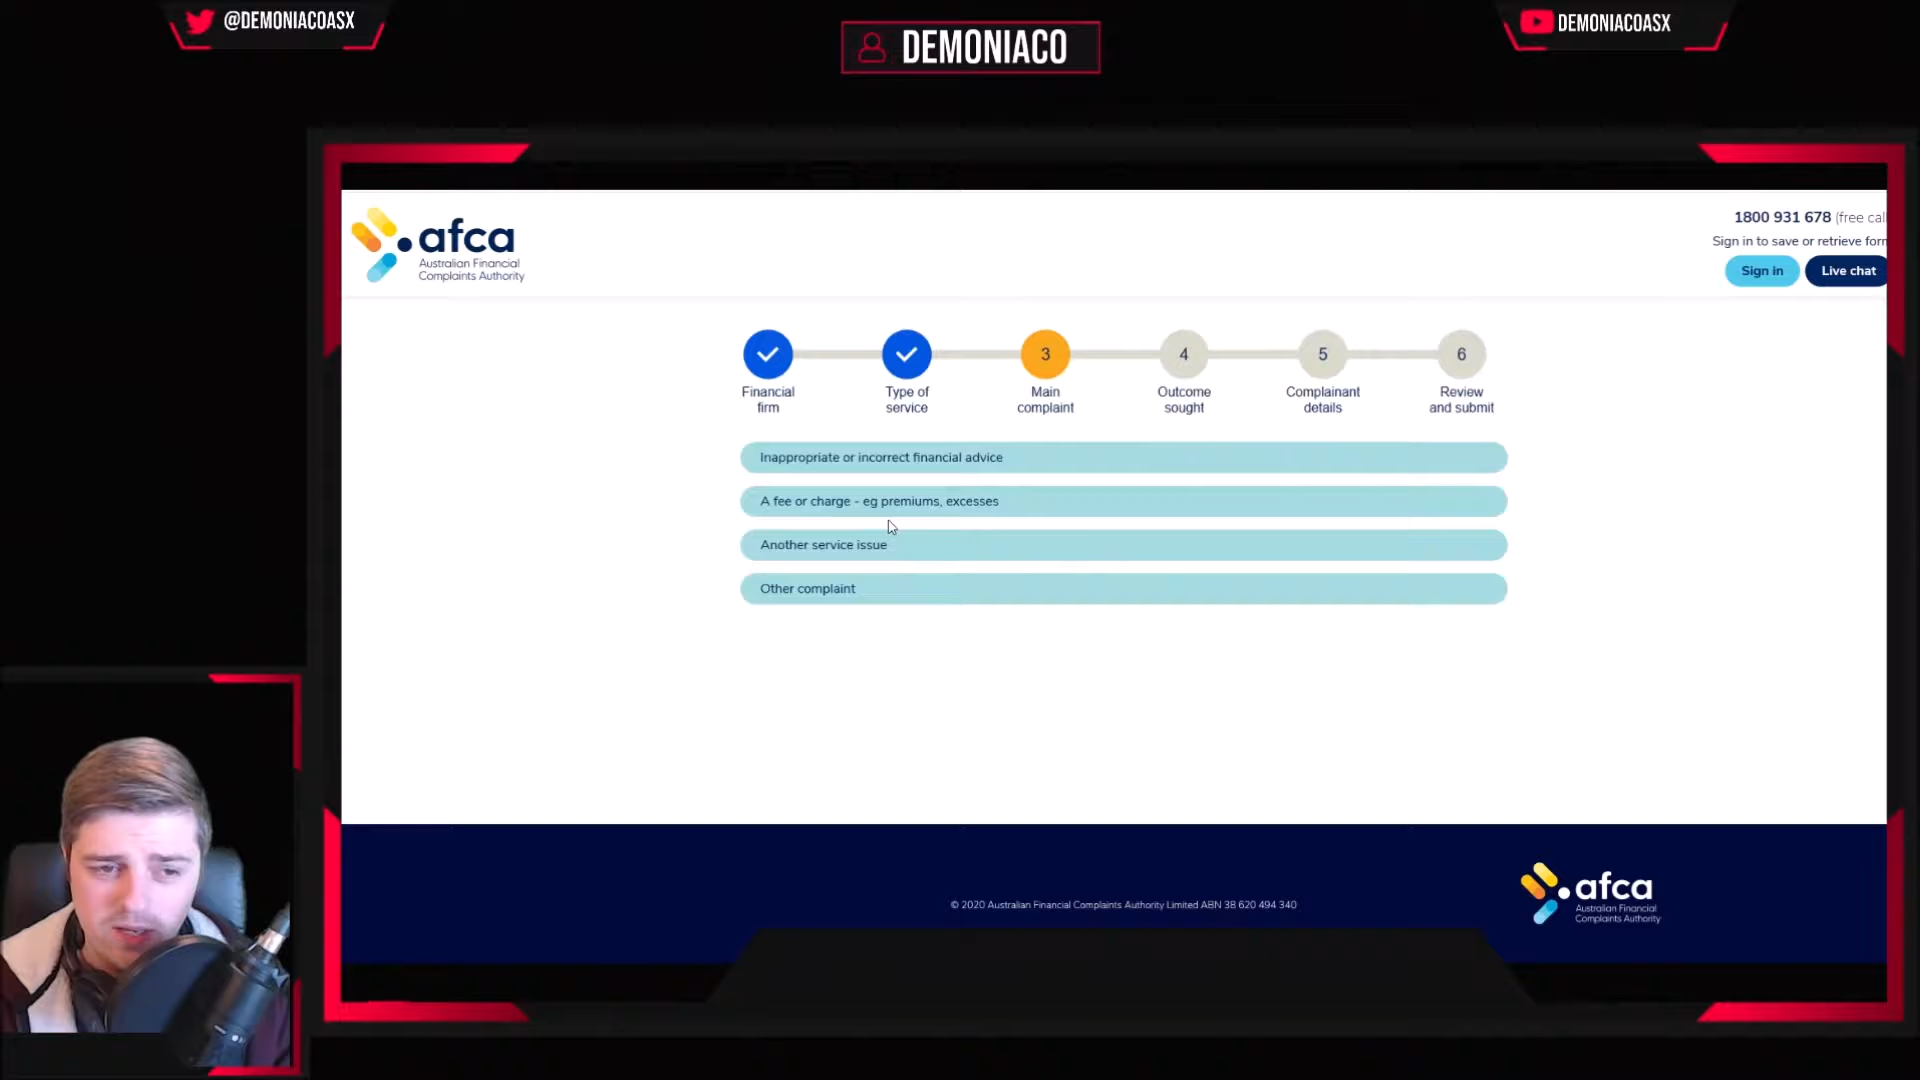 @DEMONIACOASX
DEMONIACO
DEMONIACOASX
afca
Australian Financial
Complaints Authority
1800 931 678 (free call
Sign in to save or retrieve form
Sign in
Live chat
3
4
5
6
Financial
firm
Type of
service
Main
complaint
Outcome
sought
Complainant
details
Review
and submit
Inappropriate or incorrect financial advice
A fee or charge - eg premiums, excesses
Another service issue
Other complaint
© 2020 Australian Financial Complaints Authority Limited ABN 38 620 494 340
afca
Australian Financial
Complaints Authority